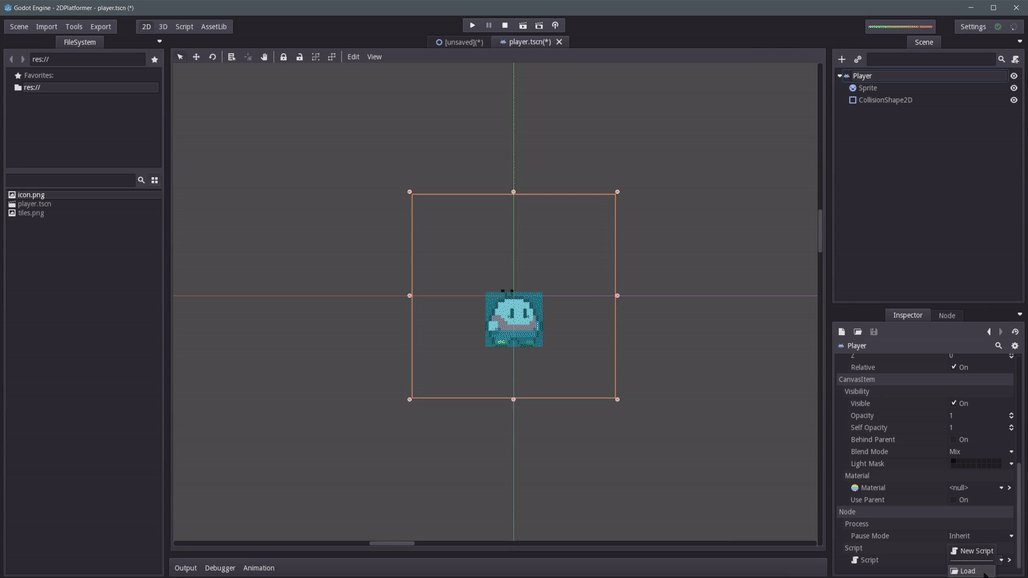 Godot Engine - 2DPlatformer - player.tscn (*)
Scene Import Tools Export 2D 3D Script AssetLib Settings
FileSystem
res://
Favorites:
res://
icon.png
player.tscn
tiles.png
[unsaved](*) player.tscn(*)
Edit View
Output Debugger Animation
Scene
Player
Sprite
CollisionShape2D
Inspector Node
Player
Z 0
Relative On
CanvasItem
Visibility
Visible On
Opacity 1
Self Opacity 1
Behind Parent On
Blend Mode Mix
Light Mask
Material
Material <null>
Use Parent On
Node
Process
Pause Mode Inherit
Script New Script
Script
Load